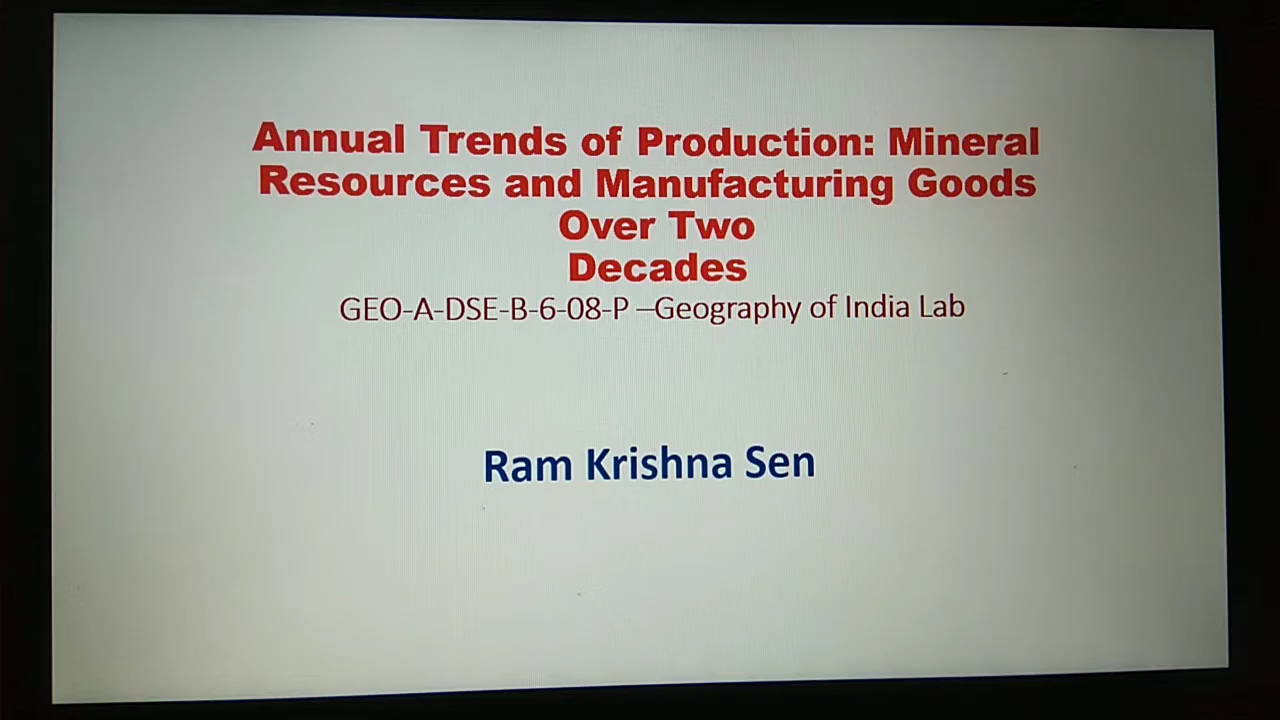 Annual Trends of Production: Mineral
Resources and Manufacturing Goods
Over Two
Decades
GEO-A-DSE-B-6-08-P –Geography of India Lab
Ram Krishna Sen